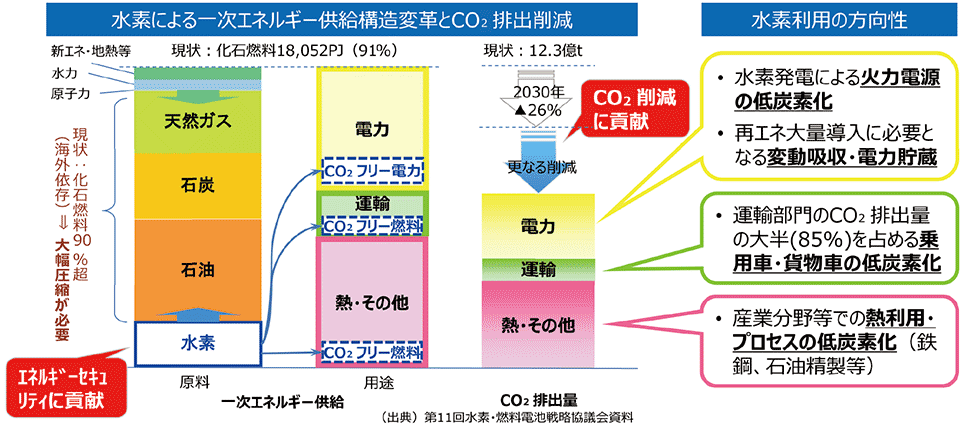 水素による一次エネルギー供給構造変革とCO₂排出削減
現状：化石燃料18,052PJ（91%）
現状：12.3億t
新エネ・地熱等
水力
原子力
天然ガス
石炭
石油
水素
現状：化石燃料90%超
（海外依存）⇒大幅圧縮が必要
エネルギーセキュ
リティに貢献
原料
電力
CO₂フリー電力
運輸
CO₂フリー燃料
熱・その他
CO₂フリー燃料
用途
一次エネルギー供給
2030年
▲26%
CO₂削減
に貢献
更なる削減
電力
運輸
熱・その他
CO₂排出量
（出典）第11回水素・燃料電池戦略協議会資料
水素利用の方向性
• 水素発電による火力電源
の低炭素化
• 再エネ大量導入に必要と
なる変動吸収・電力貯蔵
• 運輸部門のCO₂排出量
の大半(85%)を占める乗
用車・貨物車の低炭素化
• 産業分野等での熱利用・
プロセスの低炭素化（鉄
鋼、石油精製等）